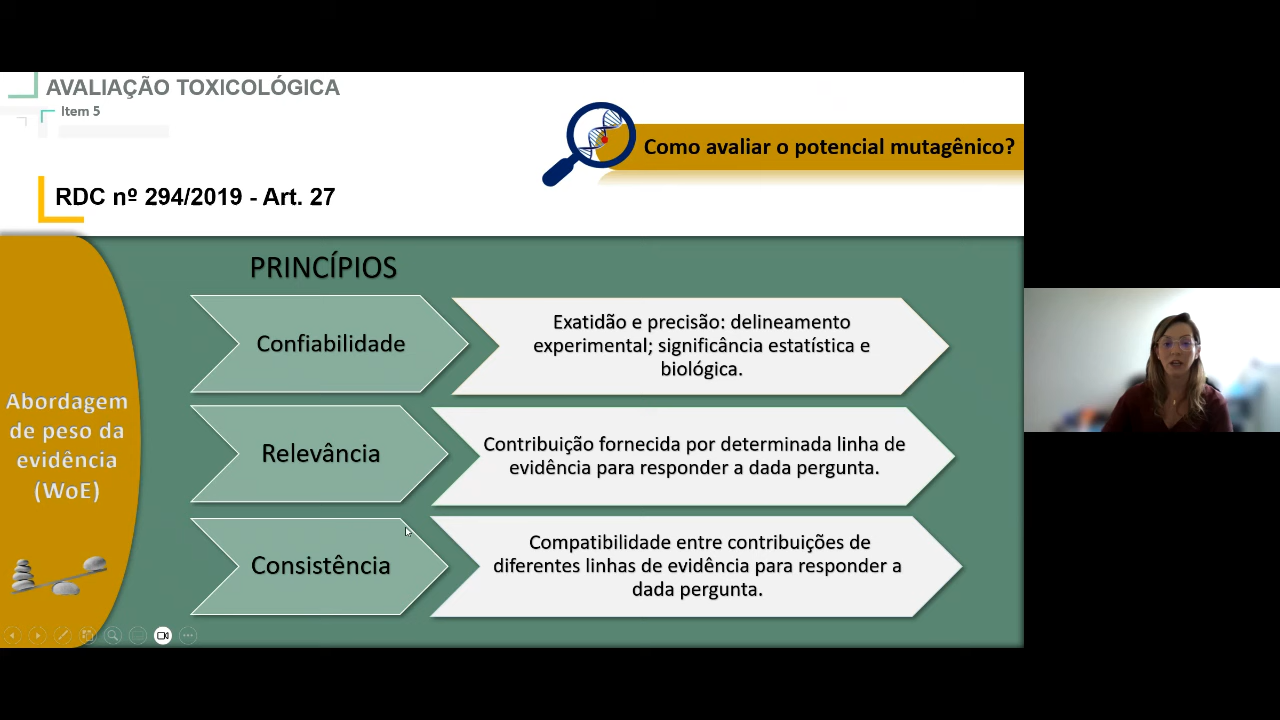 AVALIAÇÃO TOXICOLÓGICA
Item 5
Como avaliar o potencial mutagênico?
RDC nº 294/2019 - Art. 27
PRINCÍPIOS
Abordagem
de peso da
evidência
(WoE)
Confiabilidade
Exatidão e precisão: delineamento
experimental; significância estatística e
biológica.
Relevância
Contribuição fornecida por determinada linha de
evidência para responder a dada pergunta.
Consistência
Compatibilidade entre contribuições de
diferentes linhas de evidência para responder a
dada pergunta.